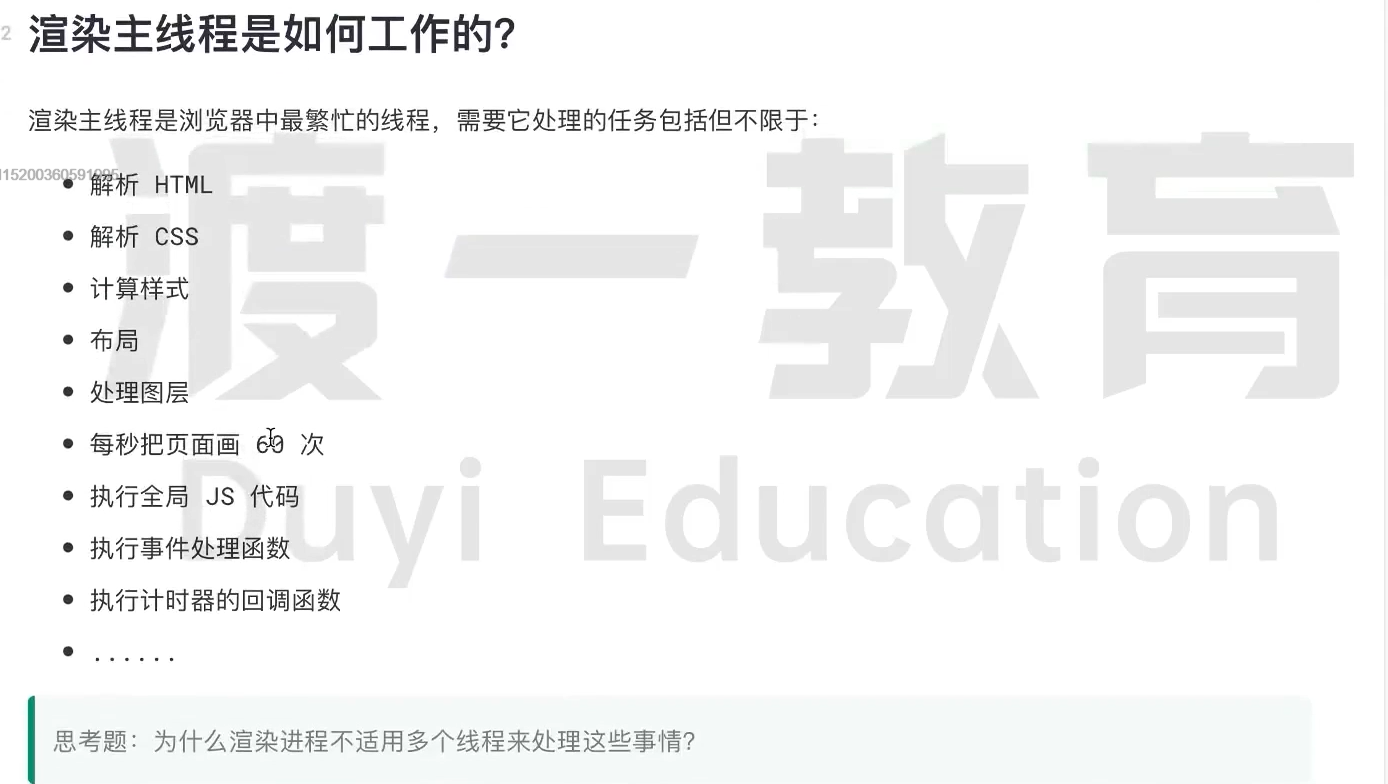 渲染主线程是如何工作的?
渲染主线程是浏览器中最繁忙的线程，需要它处理的任务包括但不限于：
解析 HTML
解析 CSS
计算样式
布局
处理图层
每秒把页面画 60 次
执行全局 JS 代码
执行事件处理函数
执行计时器的回调函数
......
思考题：为什么渲染进程不适用多个线程来处理这些事情?
渡一教育
Duyi Education